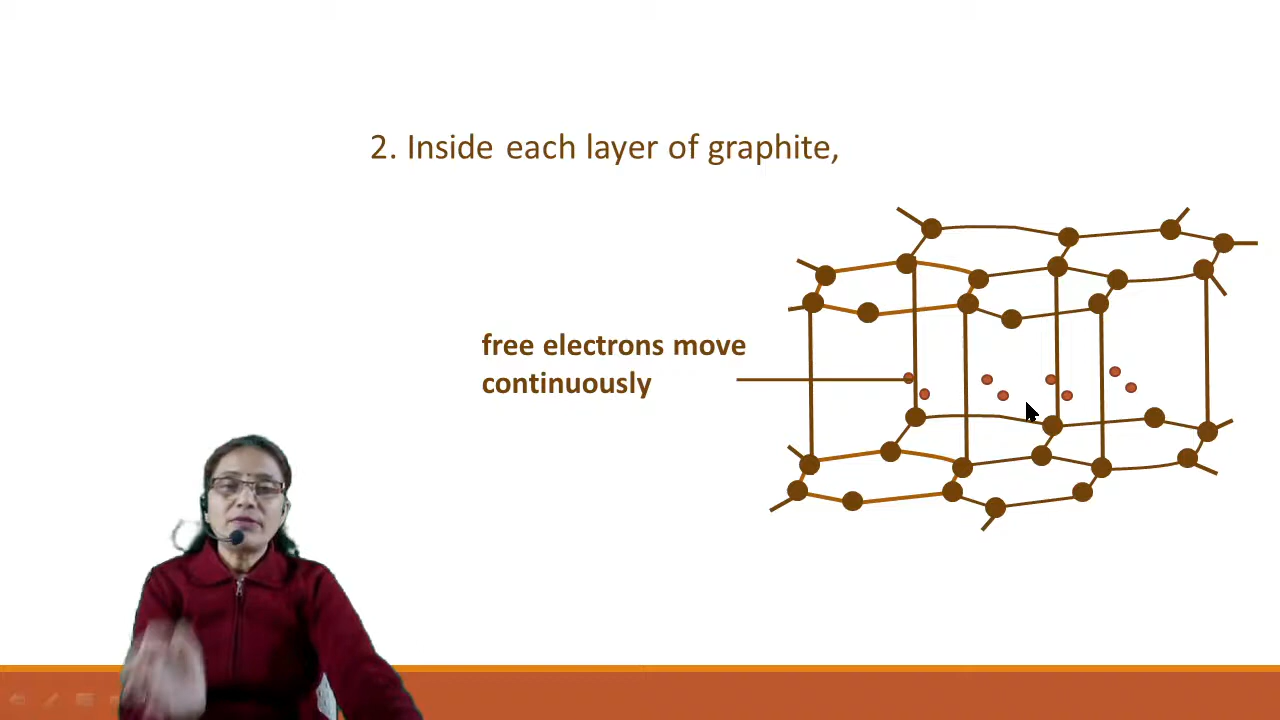 2. Inside each layer of graphite,
free electrons move
continuously